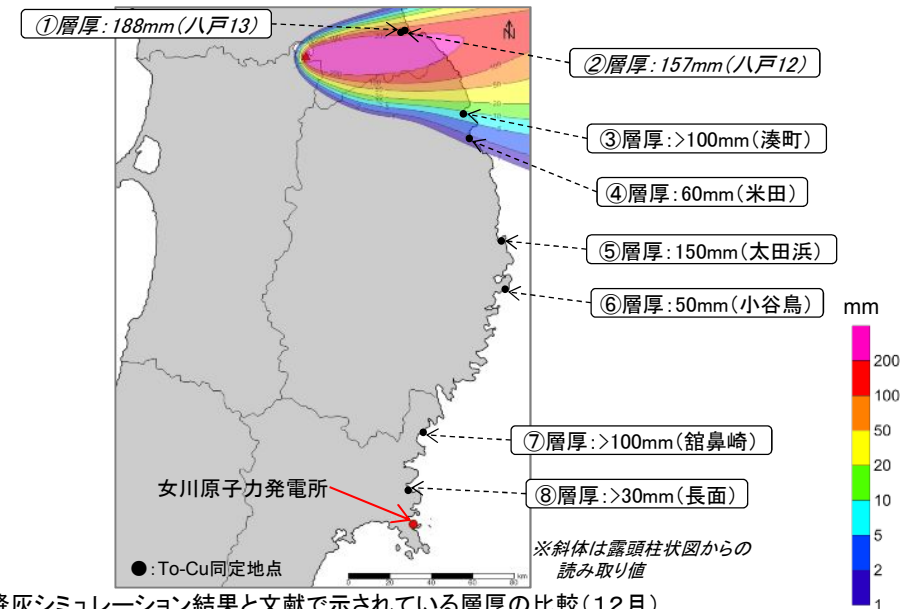 ①層厚:188mm(八戸13)
N
②層厚:157mm(八戸12)
③層厚:>100mm(湊町)
④層厚:60mm(米田)
⑤層厚:150mm(太田浜)
⑥層厚:50mm(小谷鳥)
mm
200
100
50
20
10
5
2
1
⑦層厚:>100mm(舘鼻崎)
⑧層厚:>30mm(長面)
女川原子力発電所
※斜体は露頭柱状図からの
読み取り値
●:To-Cu同定地点
0 20 40 60 80 km
降灰シミュレーション結果と文献で示されている層厚の比較(12月)